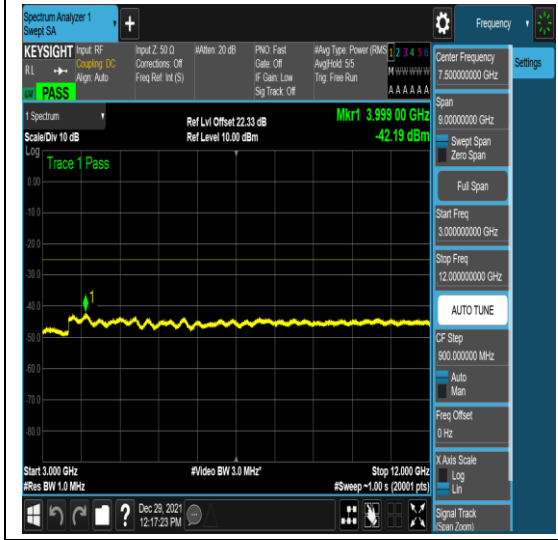 Spectrum Analyzer 1
Swept SA
+
Frequency
KEYSIGHT
Input: RF
Coupling: DC
Align: Auto
Input Z: 50 Ω
Corrections: Off
Freq Ref: Int (S)
#Atten: 20 dB
PNO: Fast
Gate: Off
IF Gain: Low
Sig Track: Off
#Avg Type: Power (RMS
Avg|Hold: 5/5
Trig: Free Run
1 2 3 4 5 6
M W W W W W
A A A A A A
RL
PASS
Center Frequency
7.500000000 GHz
Settings
Span
9.00000000 GHz
Swept Span
Zero Span
Full Span
Start Freq
3.000000000 GHz
Stop Freq
12.000000000 GHz
AUTO TUNE
CF Step
900.000000 MHz
Auto
Man
Freq Offset
0 Hz
X Axis Scale
Log
Lin
Signal Track
(Span Zoom)
1 Spectrum
Scale/Div 10 dB
Ref Lvl Offset 22.33 dB
Ref Level 10.00 dBm
Mkr1 3.999 00 GHz
-42.19 dBm
Log
Trace 1 Pass
0.00
-10.0
-20.0
-30.0
-40.0
-50.0
-60.0
-70.0
-80.0
1
Start 3.000 GHz
#Res BW 1.0 MHz
#Video BW 3.0 MHz*
Stop 12.000 GHz
#Sweep ~1.00 s (20001 pts)
?
Dec 29, 2021
12:17:23 PM